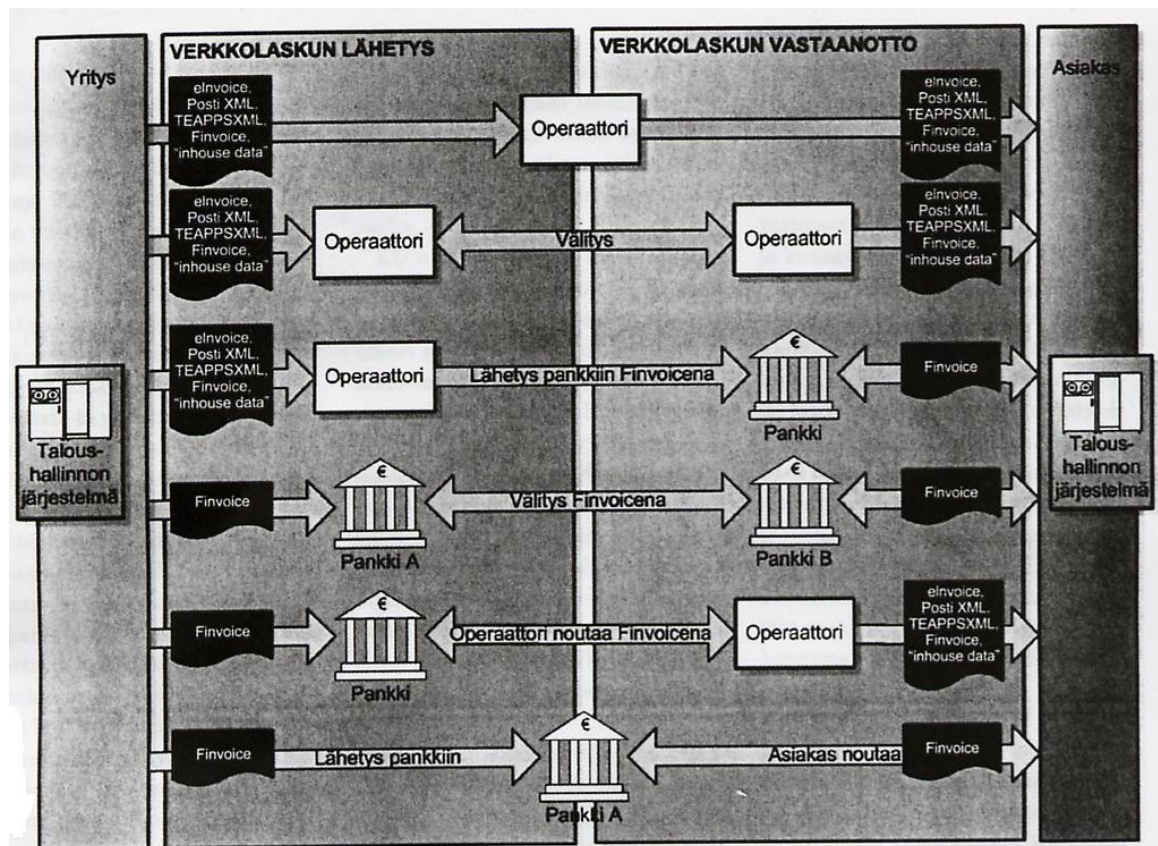 VERKKOLASKUN LÄHETYS
VERKKOLASKUN VASTAANOTTO
Yritys
Asiakas
eInvoice,
Posti XML,
TEAPPSXML,
Finvoice,
"inhouse data"
Operaattori
eInvoice,
Posti XML,
TEAPPSXML,
Finvoice,
"inhouse data"
eInvoice,
Posti XML,
TEAPPSXML,
Finvoice,
"inhouse data"
Operaattori
Välitys
Operaattori
eInvoice,
Posti XML,
TEAPPSXML,
Finvoice,
"inhouse data"
eInvoice,
Posti XML,
TEAPPSXML,
Finvoice,
"inhouse data"
Operaattori
Lähetys pankkiin Finvoicena
€
Pankki
Finvoice
Talous-
hallinnon
järjestelmä
Talous-
hallinnon
järjestelmä
Finvoice
€
Pankki A
Välitys Finvoicena
€
Pankki B
Finvoice
Finvoice
€
Pankki
Operaattori noutaa Finvoicena
Operaattori
eInvoice,
Posti XML,
TEAPPSXML,
Finvoice,
"inhouse data"
Finvoice
Lähetys pankkiin
€
Pankki A
Asiakas noutaa
Finvoice